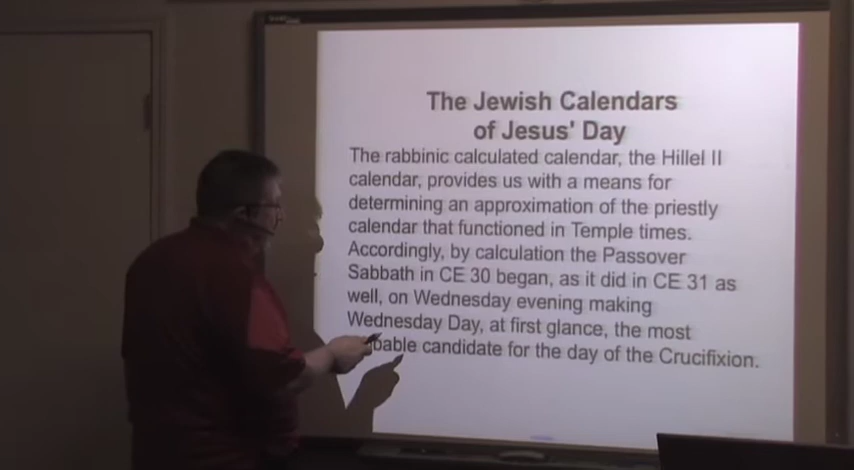 The Jewish Calendars
of Jesus' Day
The rabbinic calculated calendar, the Hillel II
calendar, provides us with a means for
determining an approximation of the priestly
calendar that functioned in Temple times.
Accordingly, by calculation the Passover
Sabbath in CE 30 began, as it did in CE 31 as
well, on Wednesday evening making
Wednesday Day, at first glance, the most
candidate for the day of the Crucifixion.